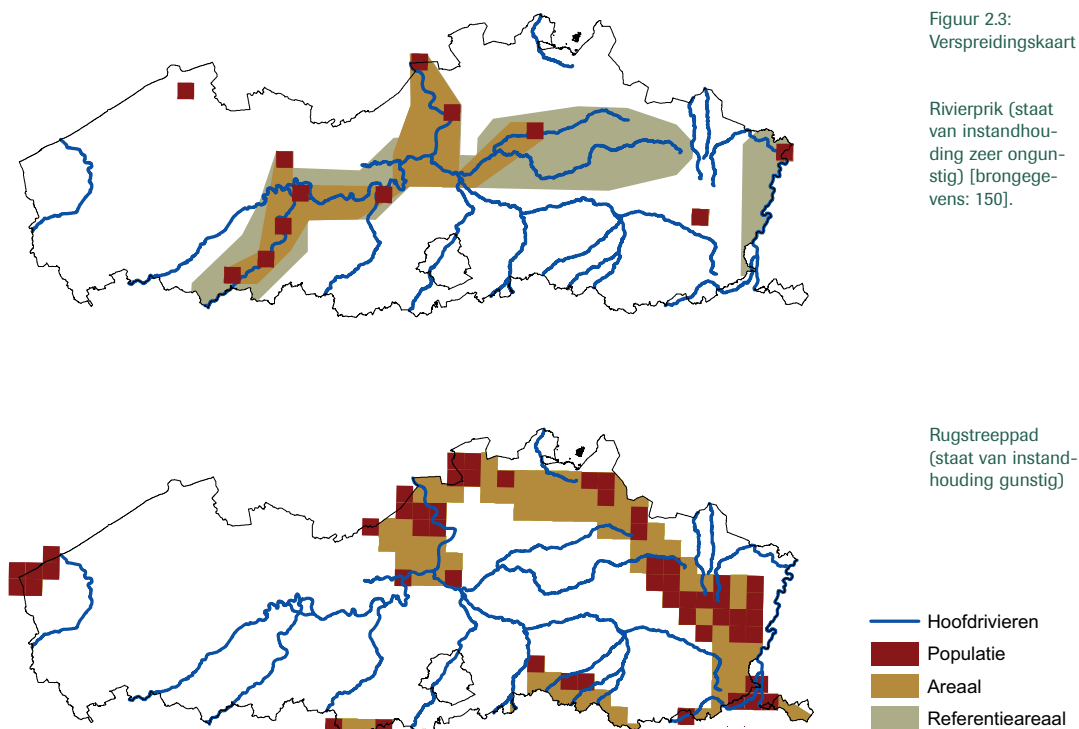 Figuur 2.3:
Verspreidingskaart
Rivierprik (staat
van instandhou-
ding zeer ongun-
stig) [brongege-
vens: 150].
Rugstreeppad
(staat van instand-
houding gunstig)
Hoofdrivieren
Populatie
Areaal
Referentieareaal